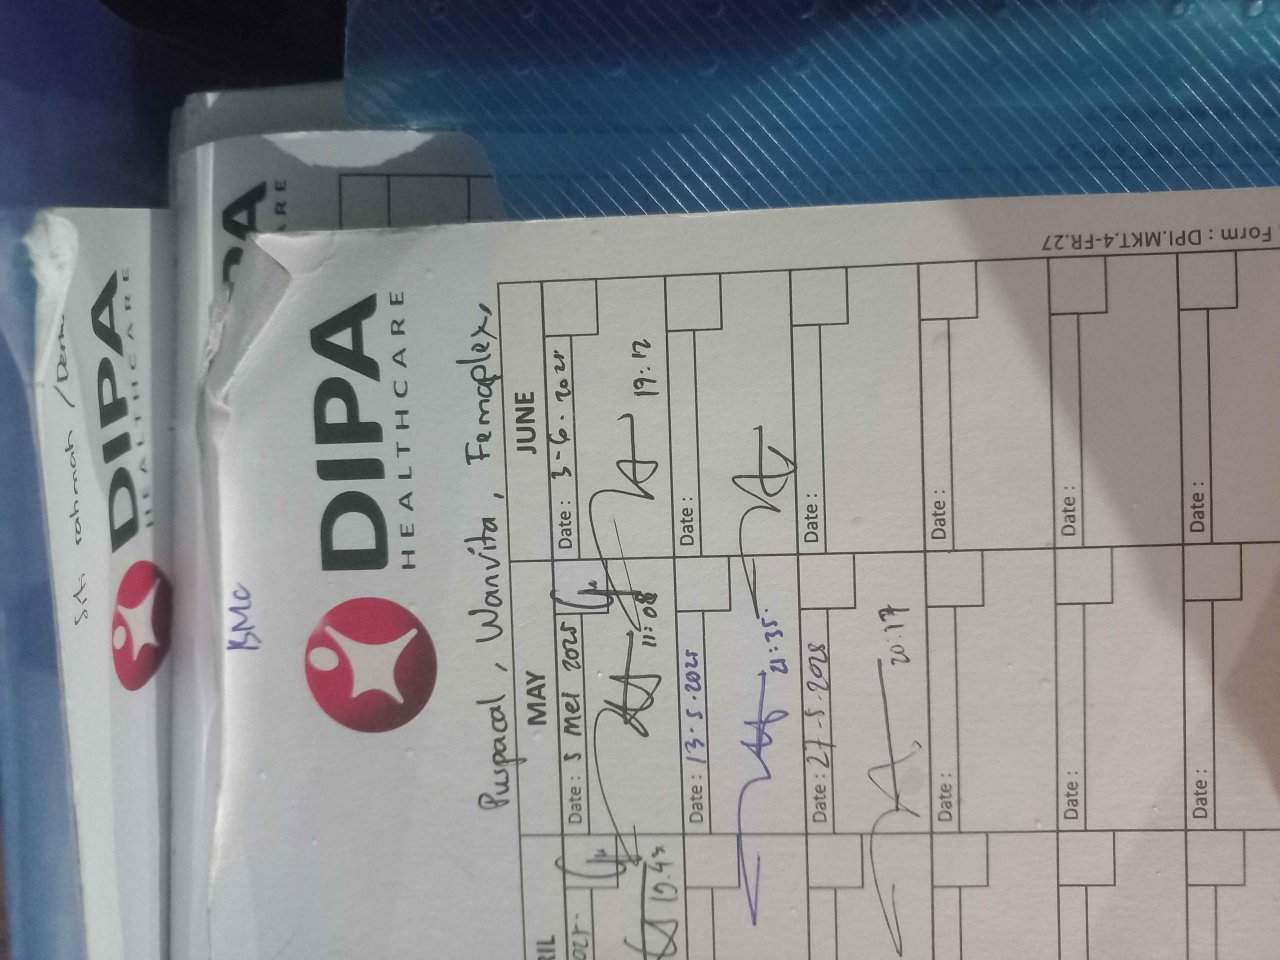 BMC
DIPA
HEALTHCARE
Puspacal, Wanvita, Femaplex,
MAY
JUNE
Date : 5 Mei 2025
Date : 3-6-2025
11:08
19:12
Date : 13.5.2025
Date :
21:35
Date : 27-5-2025
Date :
20:17
Date :
Date :
Date :
Date :
Date :
Date :
Form : DPI.MKT.4-FR.27
DIPA
HEALTHCARE